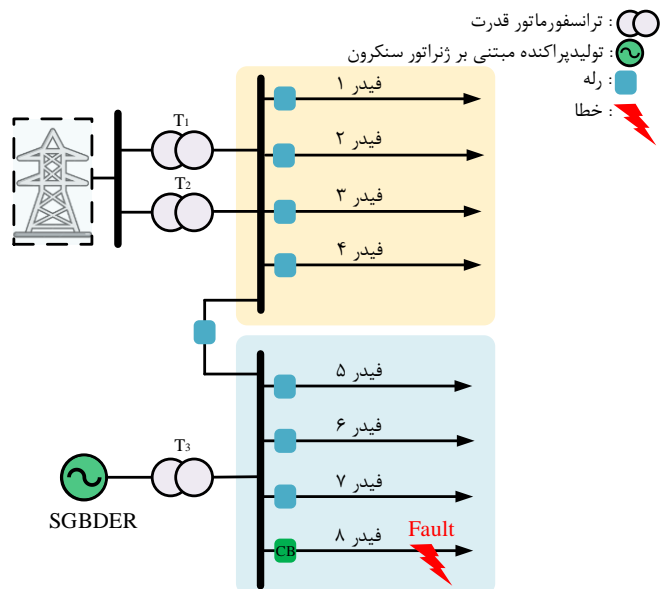 : ترانسفورماتور قدرت
: تولیدپراکنده مبتنی بر ژنراتور سنکرون
: رله
: خطا
فیدر ۱
T1
فیدر ۲
T2
فیدر ۳
فیدر ۴
فیدر ۵
فیدر ۶
T3
فیدر ۷
SGBDER
فیدر ۸
Fault
CB